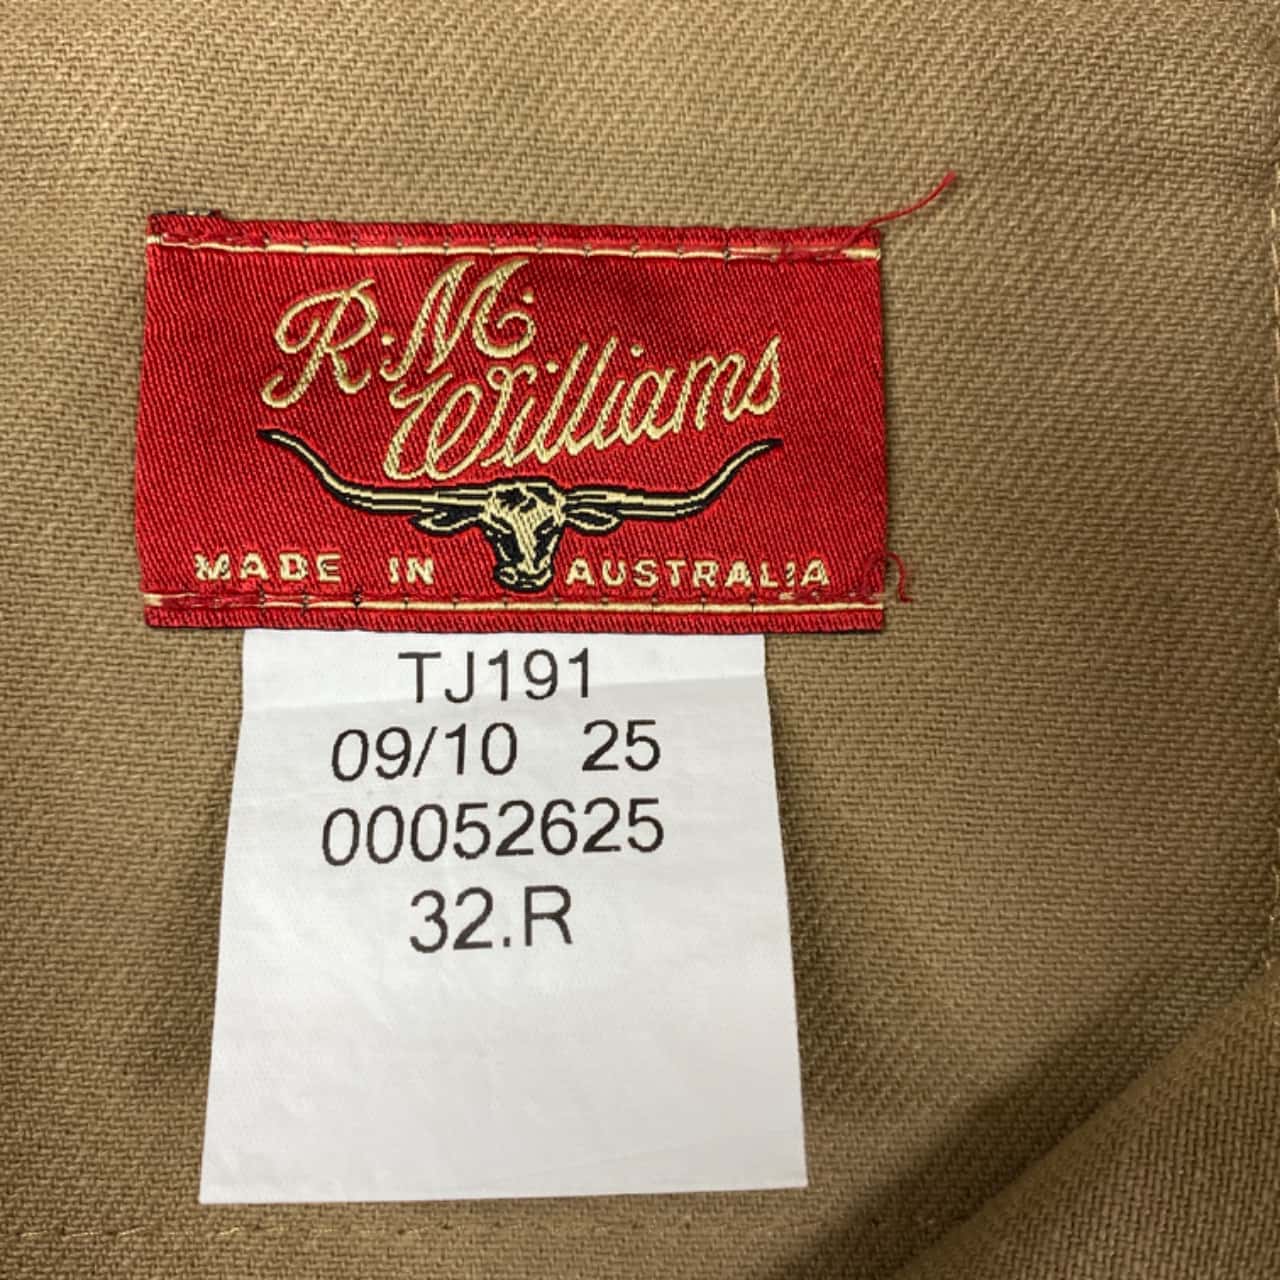 R.M.
Williams
MADE IN AUSTRALIA
TJ191
09/10 25
00052625
32.R